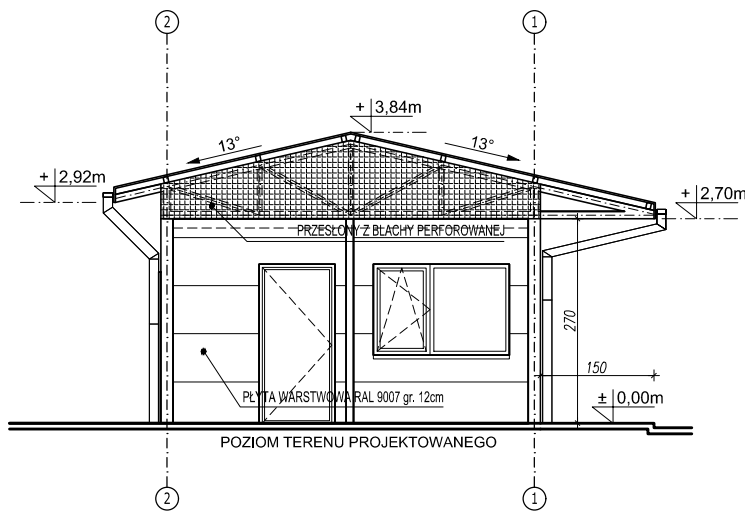 2
1
+ 3,84m
13°
13°
+ 2,92m
+ 2,70m
PRZESŁONY Z BLACHY PERFOROWANEJ
270
150
PŁYTA WARSTWOWA RAL 9007 gr. 12cm
± 0,00m
POZIOM TERENU PROJEKTOWANEGO
2
1